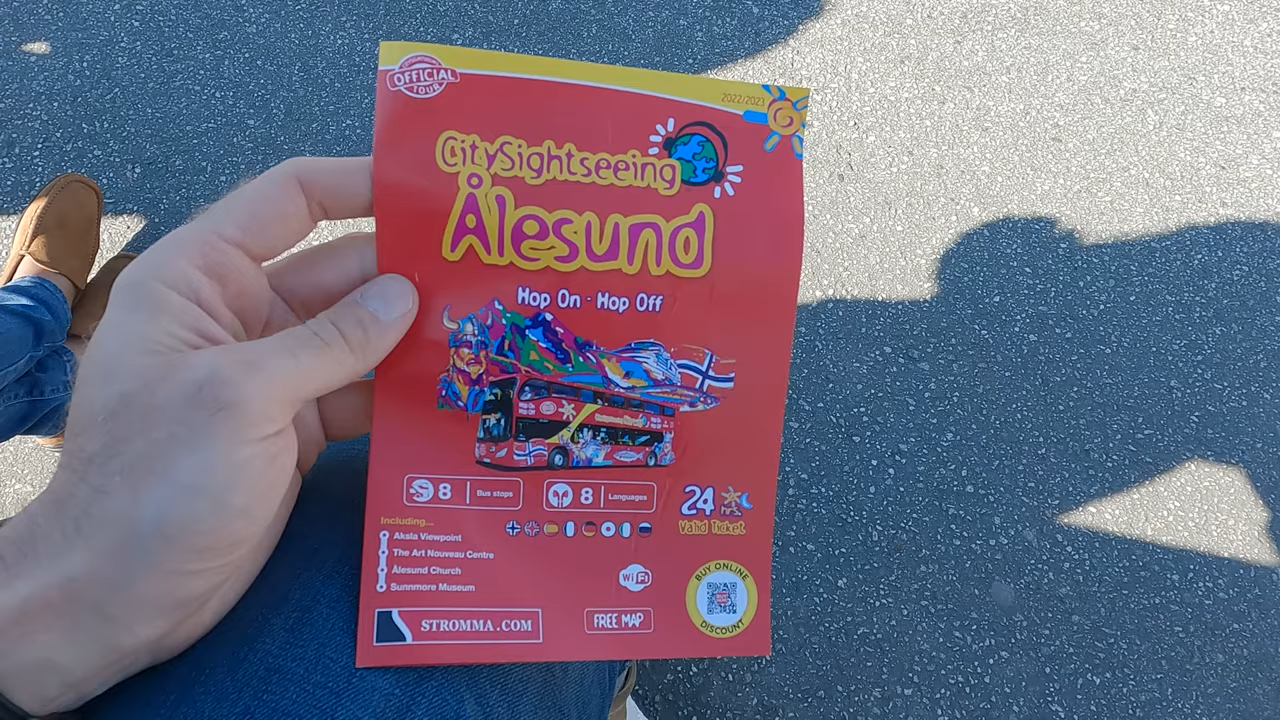 OFFICIAL
TOUR
2022/2023
CitySightseeing
Ålesund
Hop On · Hop Off
8 Bus stops
8 Languages
24
Valid Ticket
Including...
Aksla Viewpoint
The Art Nouveau Centre
Ålesund Church
Sunnmore Museum
WiFi
BUY ONLINE
DISCOUNT
STROMMA.COM
FREE MAP